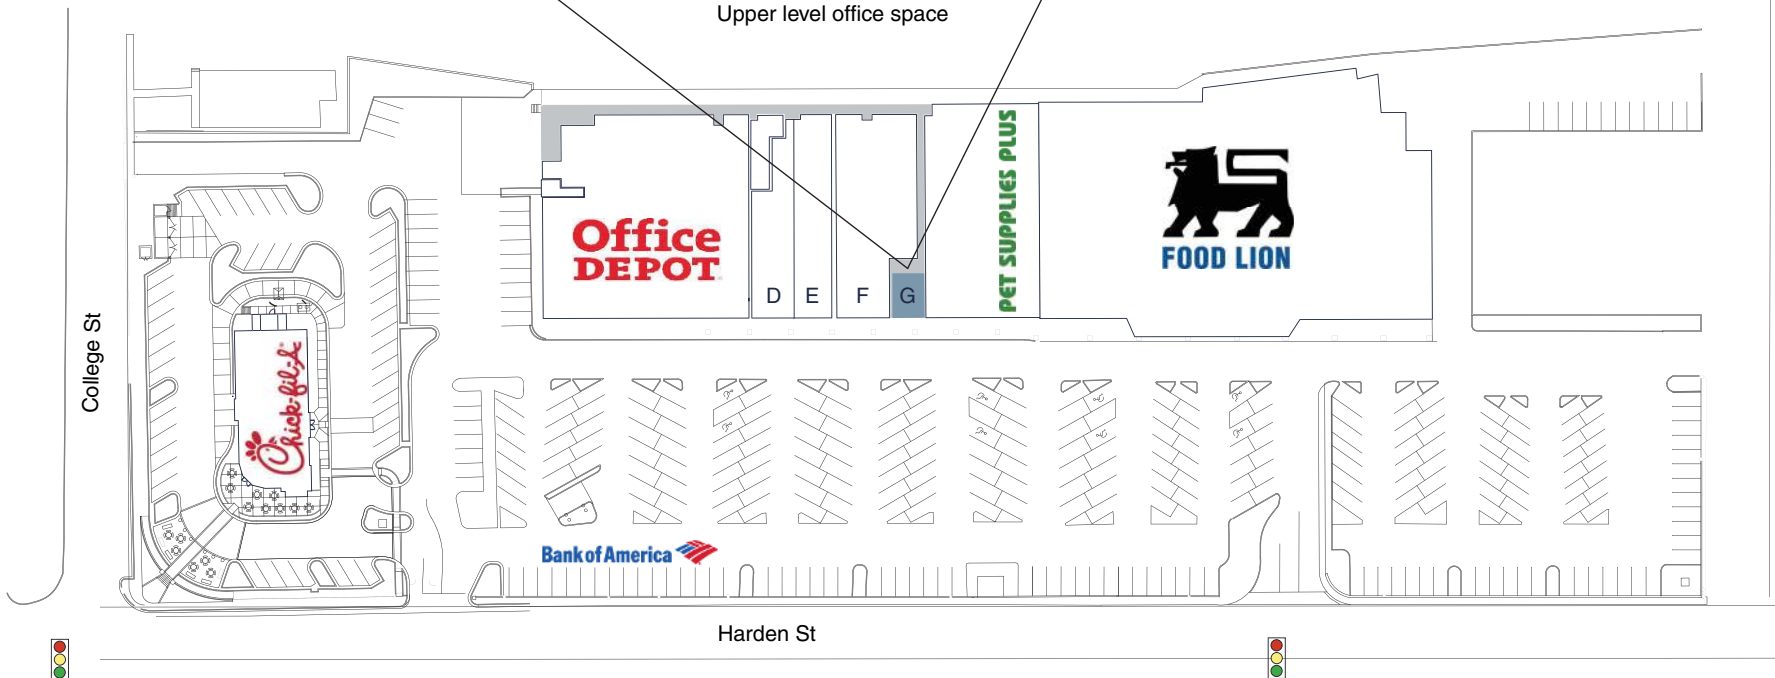 Upper level office space
Office
DEPOT
D
E
F
G
PET SUPPLIES PLUS
FOOD LION
College St
Chick-fil-A
Bank of America
Harden St